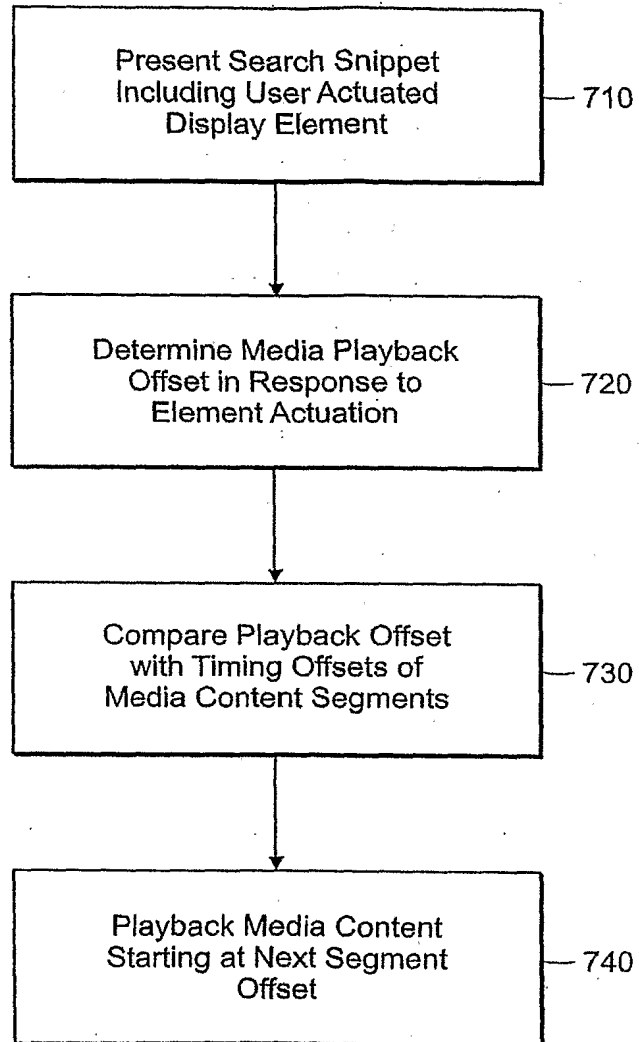 Present Search Snippet
Including User Actuated
Display Element
710
Determine Media Playback
Offset in Response to
Element Actuation
720
Compare Playback Offset
with Timing Offsets of
Media Content Segments
730
Playback Media Content
Starting at Next Segment
Offset
740